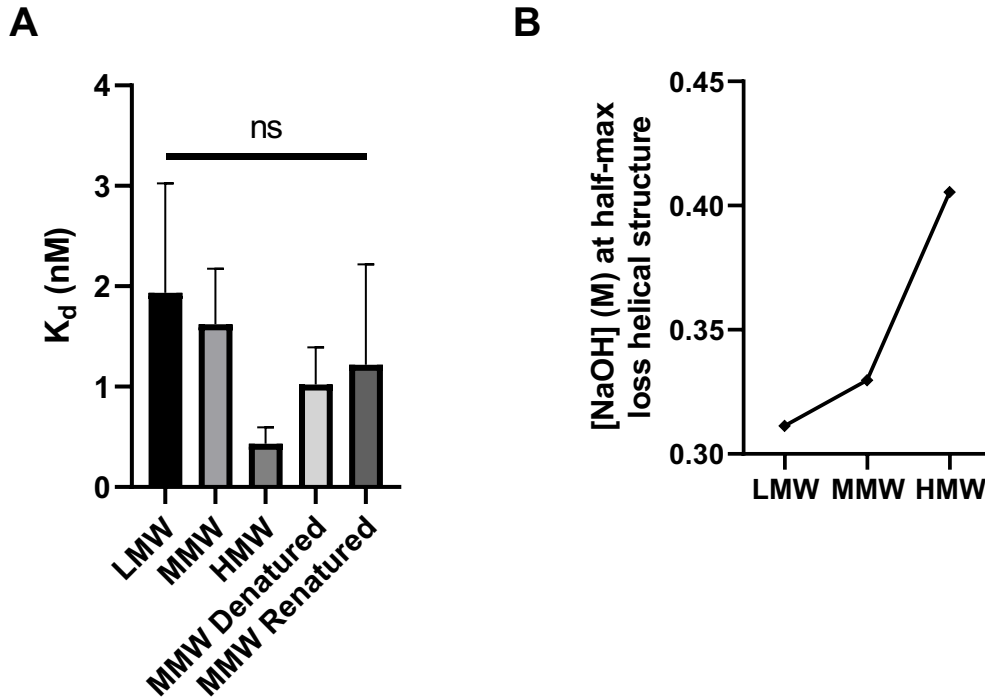 A
K_d (nM)
4
3
2
1
0
ns
LMW
MMW
HMW
MMW Denatured
MMW Renatured
B
[NaOH] (M) at half-max
loss helical structure
0.45
0.40
0.35
0.30
LMW
MMW
HMW